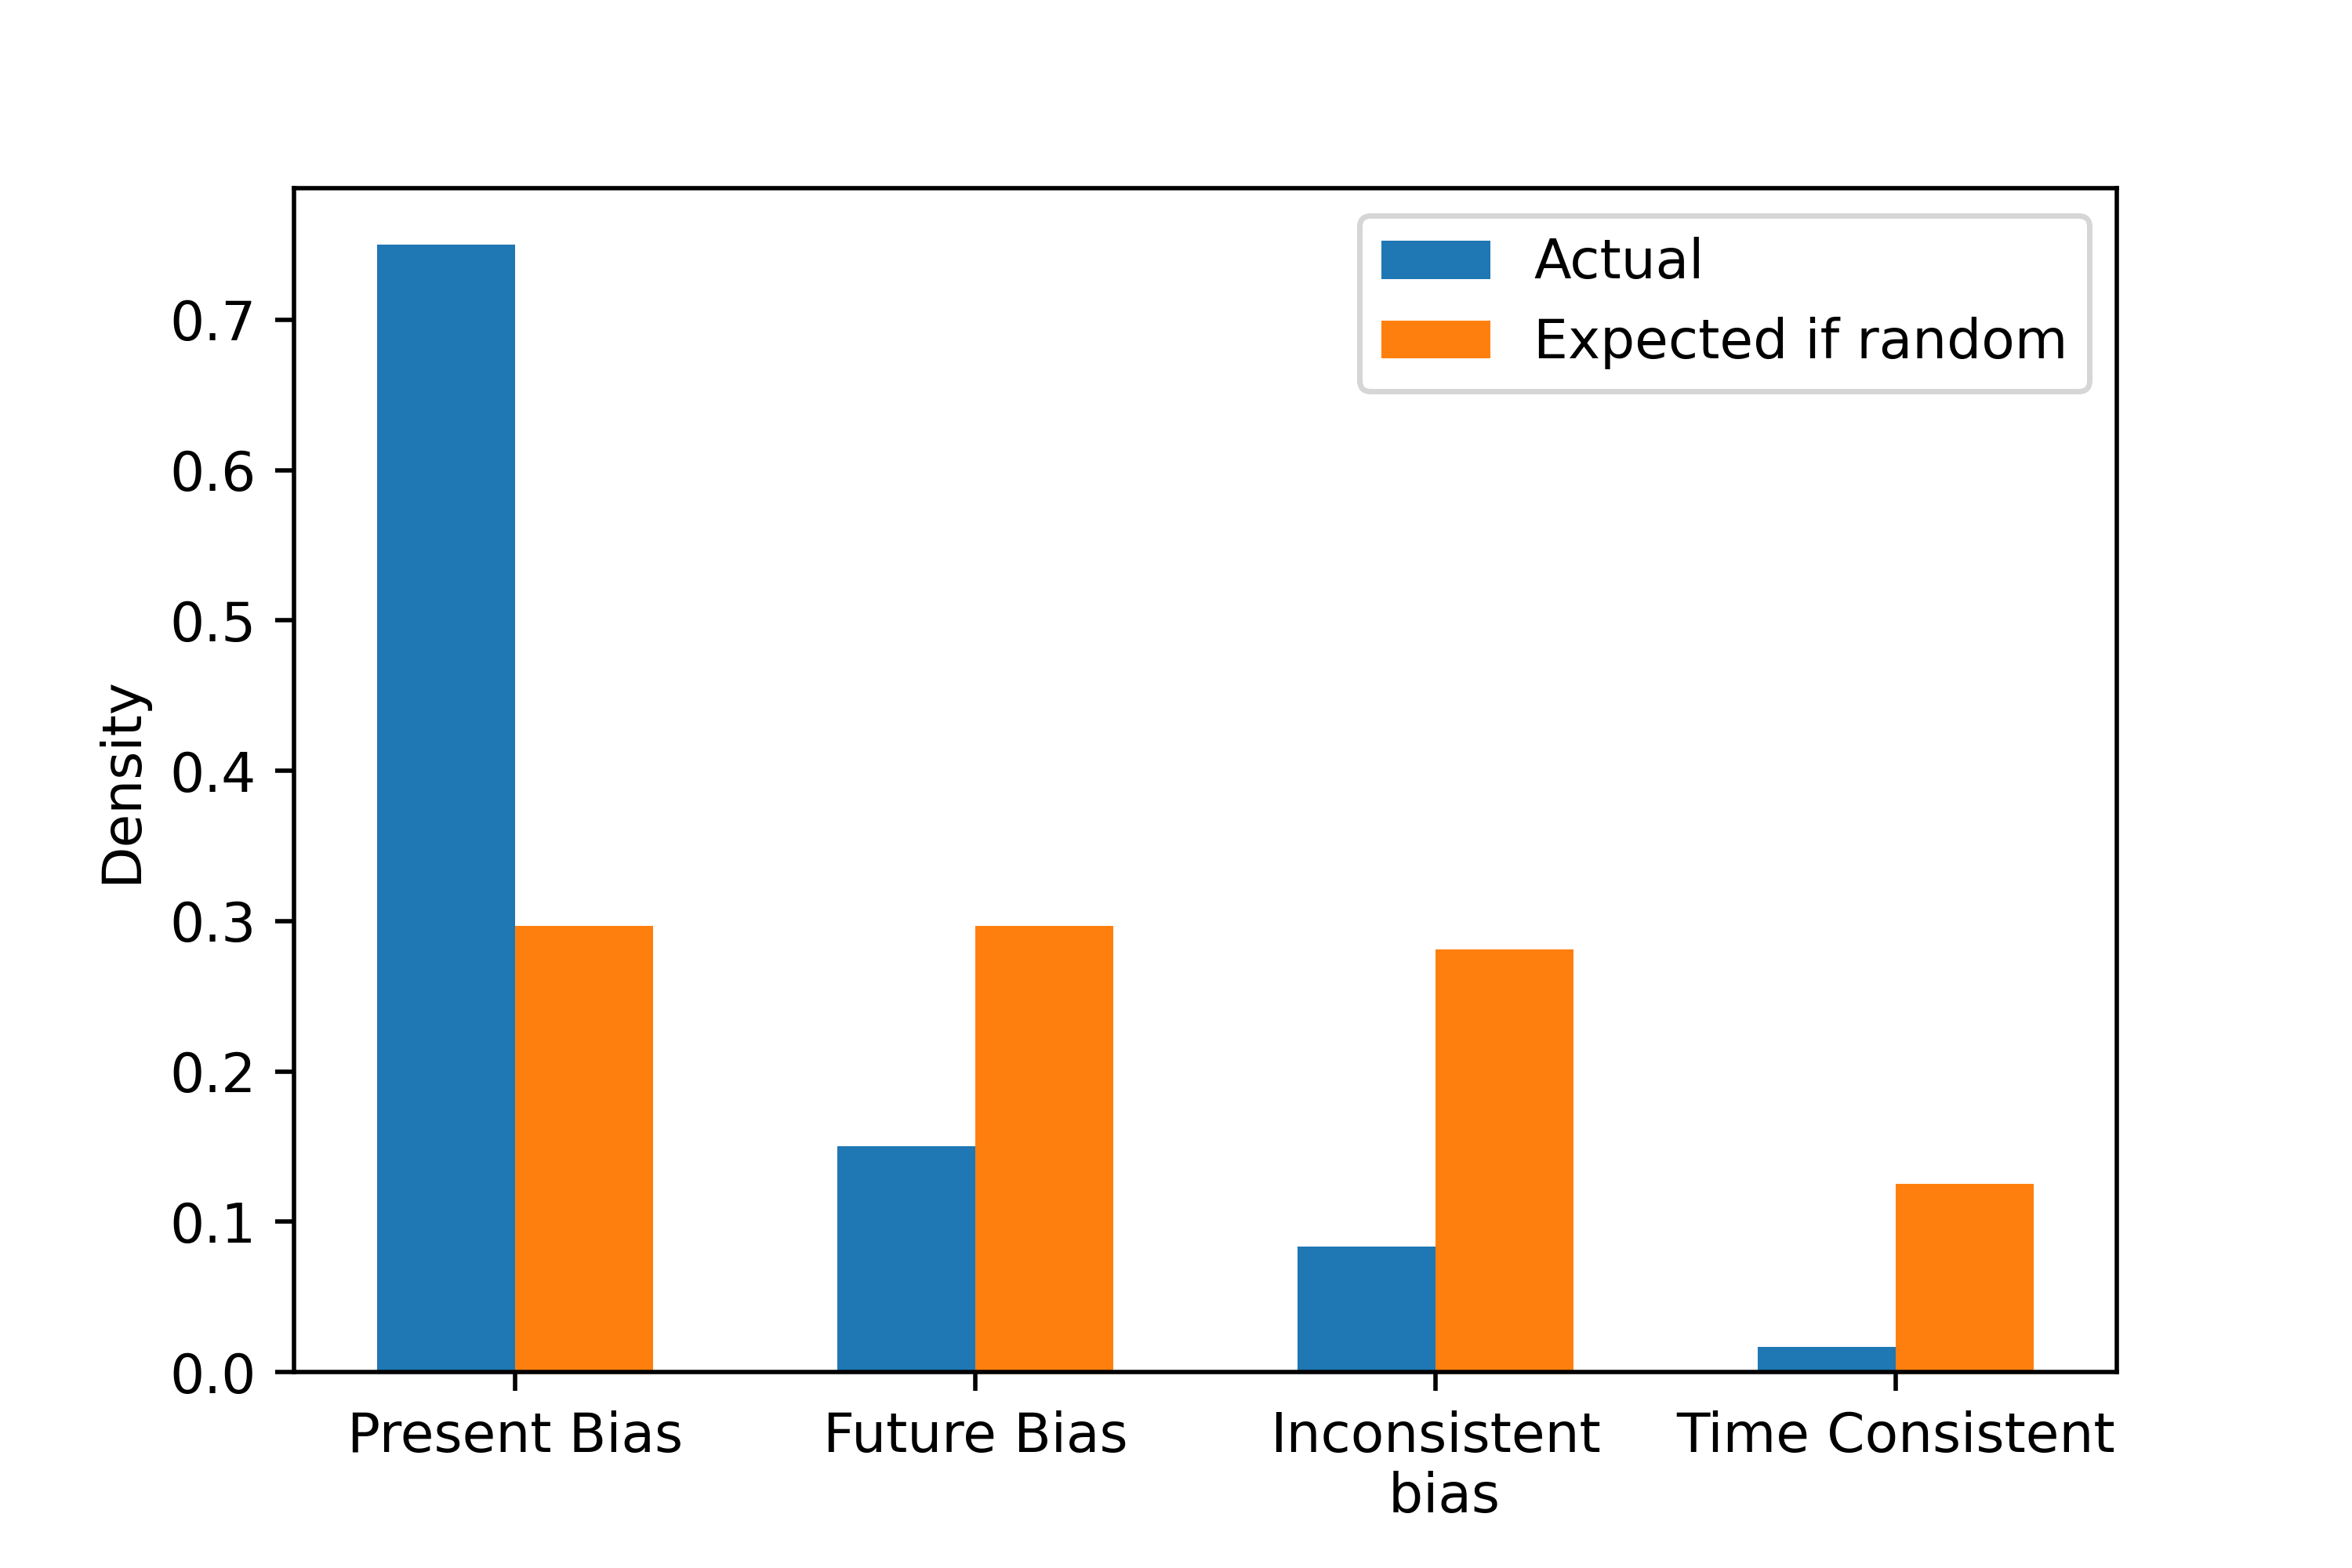 Actual
Expected if random
0.7
0.6
0.5
0.4
0.3
0.2
0.1
0.0
Density
Present Bias
Future Bias
Inconsistent
bias
Time Consistent